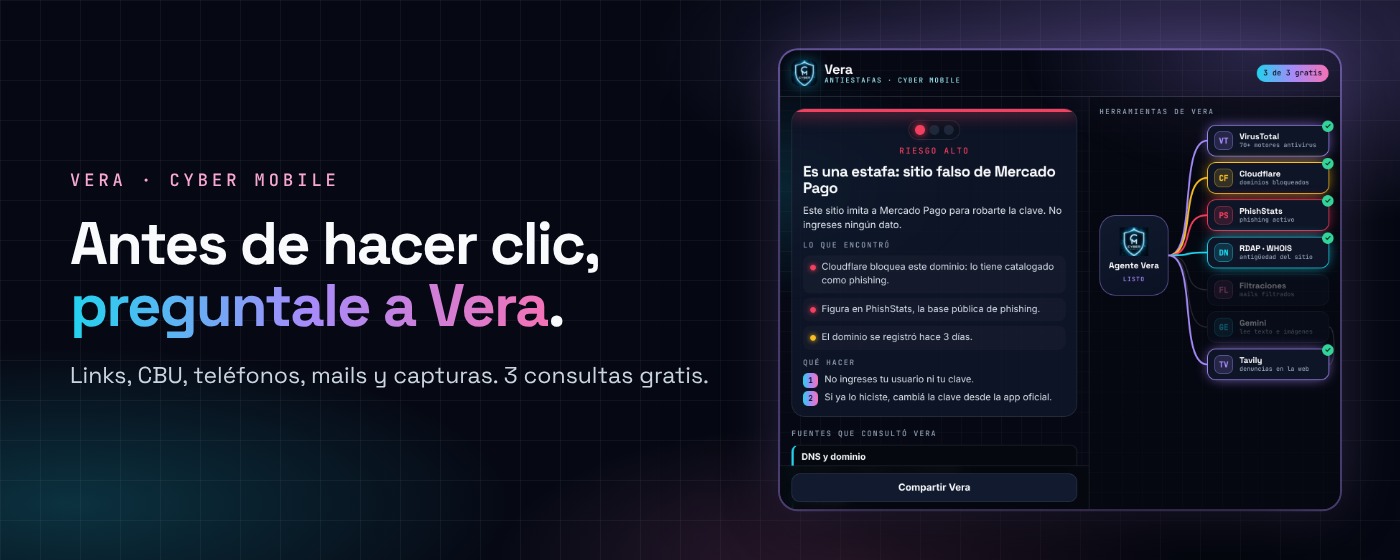 VERA · CYBER MOBILE
Antes de hacer clic,
preguntale a Vera.
Links, CBU, teléfonos, mails y capturas. 3 consultas gratis.
Vera
ANTIESTAFAS · CYBER MOBILE
3 de 3 gratis
RIESGO ALTO
Es una estafa: sitio falso de Mercado
Pago
Este sitio imita a Mercado Pago para robarte la clave. No
ingreses ningún dato.
LO QUE ENCONTRÓ
Cloudflare bloquea este dominio: lo tiene catalogado
como phishing.
Figura en PhishStats, la base pública de phishing.
El dominio se registró hace 3 días.
QUÉ HACER
1 No ingreses tu usuario ni tu clave.
2 Si ya lo hiciste, cambiá la clave desde la app oficial.
FUENTES QUE CONSULTÓ VERA
DNS y dominio
Compartir Vera
HERRAMIENTAS DE VERA
Agente Vera
LISTO
VT VirusTotal
70+ motores antivirus
CF Cloudflare
dominios bloqueados
PS PhishStats
phishing activo
DN RDAP · WHOIS
antigüedad del sitio
FL Filtraciones
mails filtrados
GE Gemini
lee texto e imágenes
TV Tavily
denuncias en la web